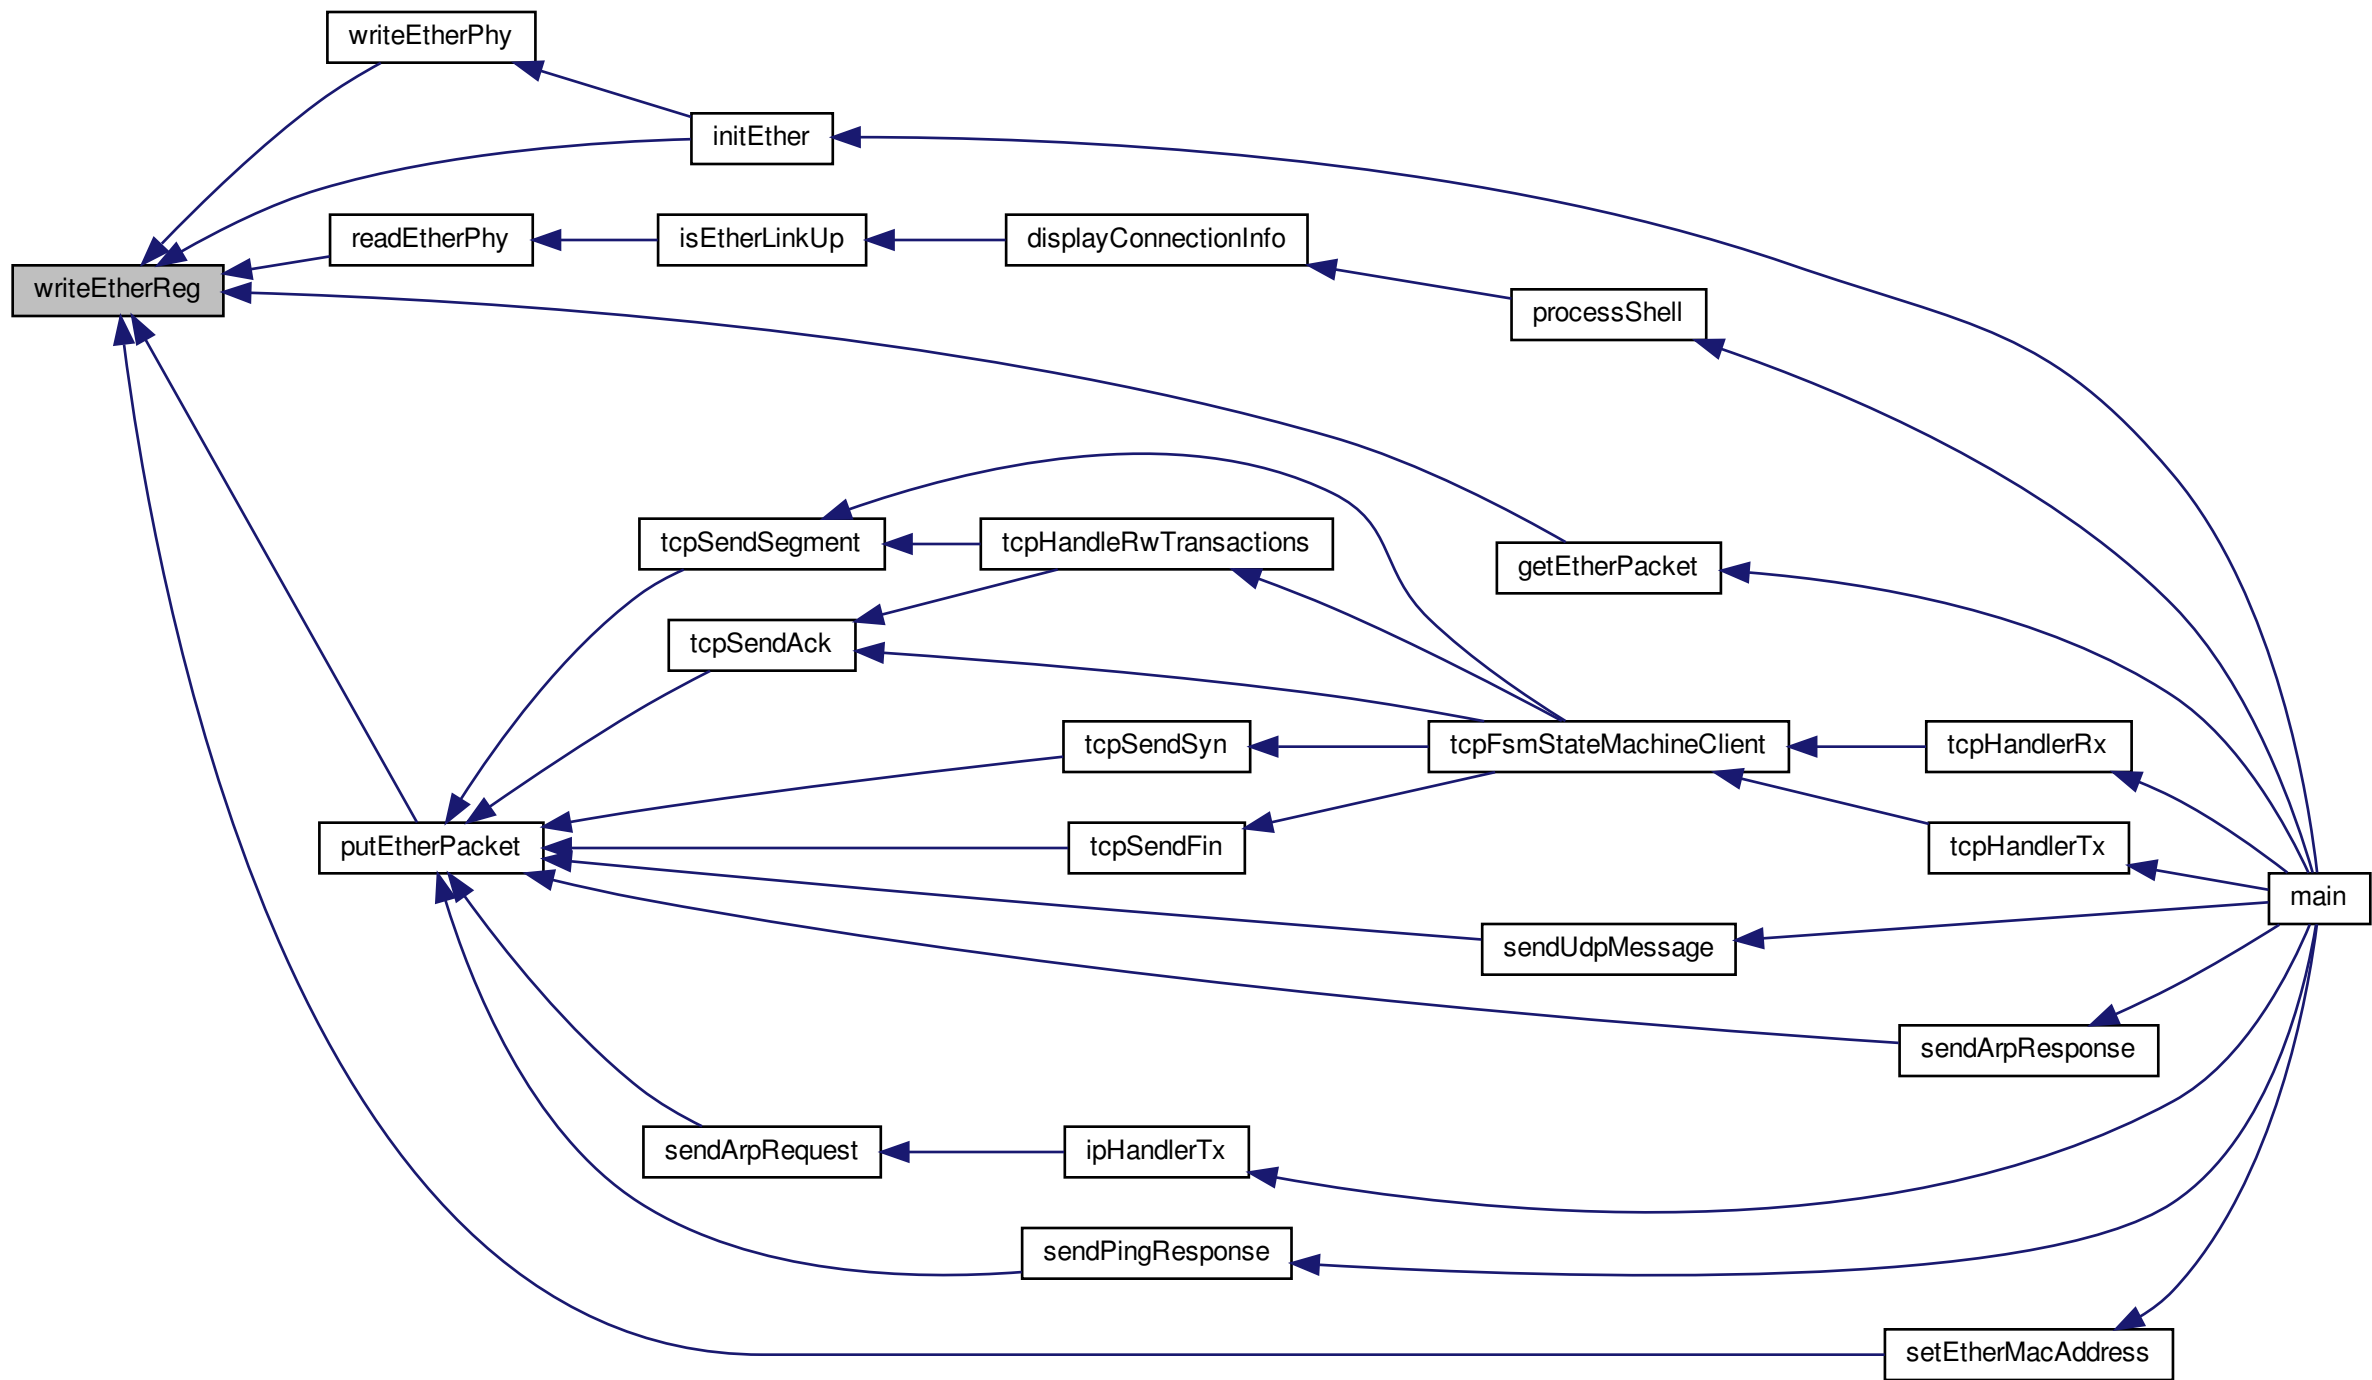 writeEtherPhy
initEther
readEtherPhy
isEtherLinkUp
displayConnectionInfo
writeEtherReg
processShell
tcpSendSegment
tcpHandleRwTransactions
getEtherPacket
tcpSendAck
tcpSendSyn
tcpFsmStateMachineClient
tcpHandlerRx
putEtherPacket
tcpSendFin
tcpHandlerTx
main
sendUdpMessage
sendArpResponse
sendArpRequest
ipHandlerTx
sendPingResponse
setEtherMacAddress